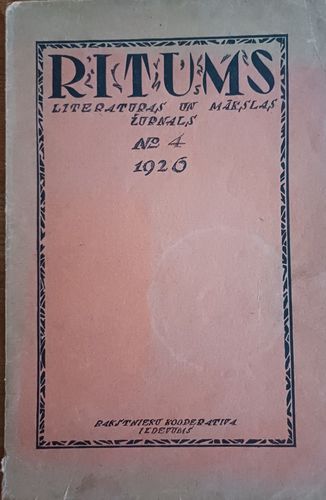 RITUMS
LITERATURAS UN MĀKSLAS
ŽURNALS
No 4
1926
RAKSTNIEKU KOOPERATIVA
IZDEVUMS